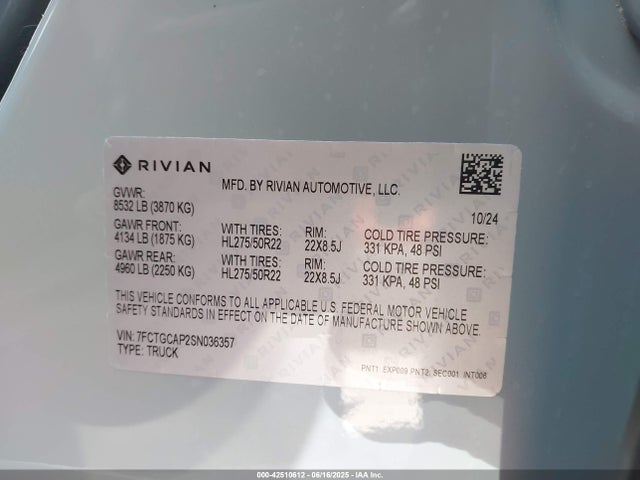 RIVIAN
MFD. BY RIVIAN AUTOMOTIVE, LLC.
GVWR:
8532 LB (3870 KG)
10/24
GAWR FRONT: WITH TIRES: RIM: COLD TIRE PRESSURE:
4134 LB (1875 KG) HL275/50R22 22X8.5J 331 KPA, 48 PSI
GAWR REAR: WITH TIRES: RIM: COLD TIRE PRESSURE:
4960 LB (2250 KG) HL275/50R22 22X8.5J 331 KPA, 48 PSI
THIS VEHICLE CONFORMS TO ALL APPLICABLE U.S. FEDERAL MOTOR VEHICLE
SAFETY STANDARDS IN EFFECT ON THE DATE OF MANUFACTURE SHOWN ABOVE.
VIN: 7FCTGCAP2SN036357
TYPE: TRUCK
PNT1: EXP089 PNT2: SEC001 INT006
000-42510612 - 06/16/2025 - IAAI.COM